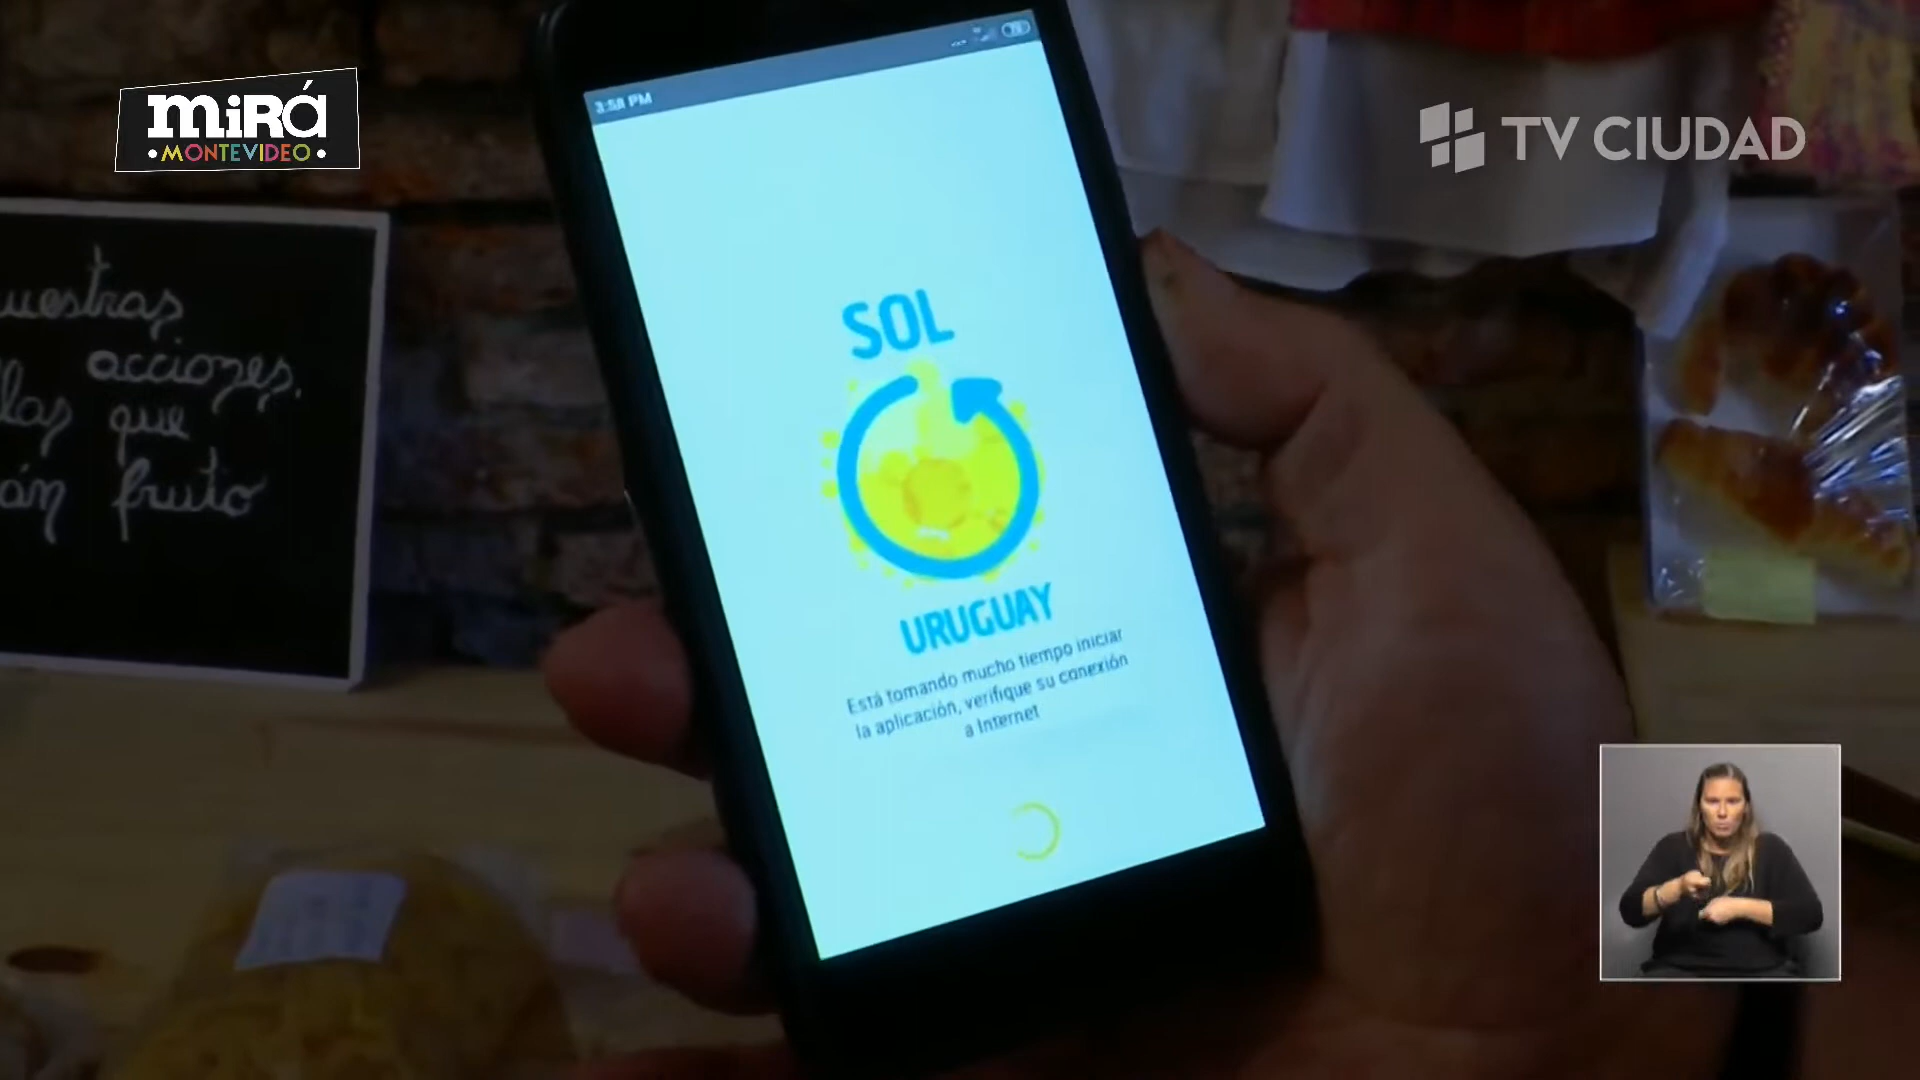 MiRÁ
•MONTEVIDEO•
TV CIUDAD
3:58 PM
uestras
acciones,
las que
án fruto
SOL
URUGUAY
Está tomando mucho tiempo iniciar
la aplicación, verifique su conexión
a Internet